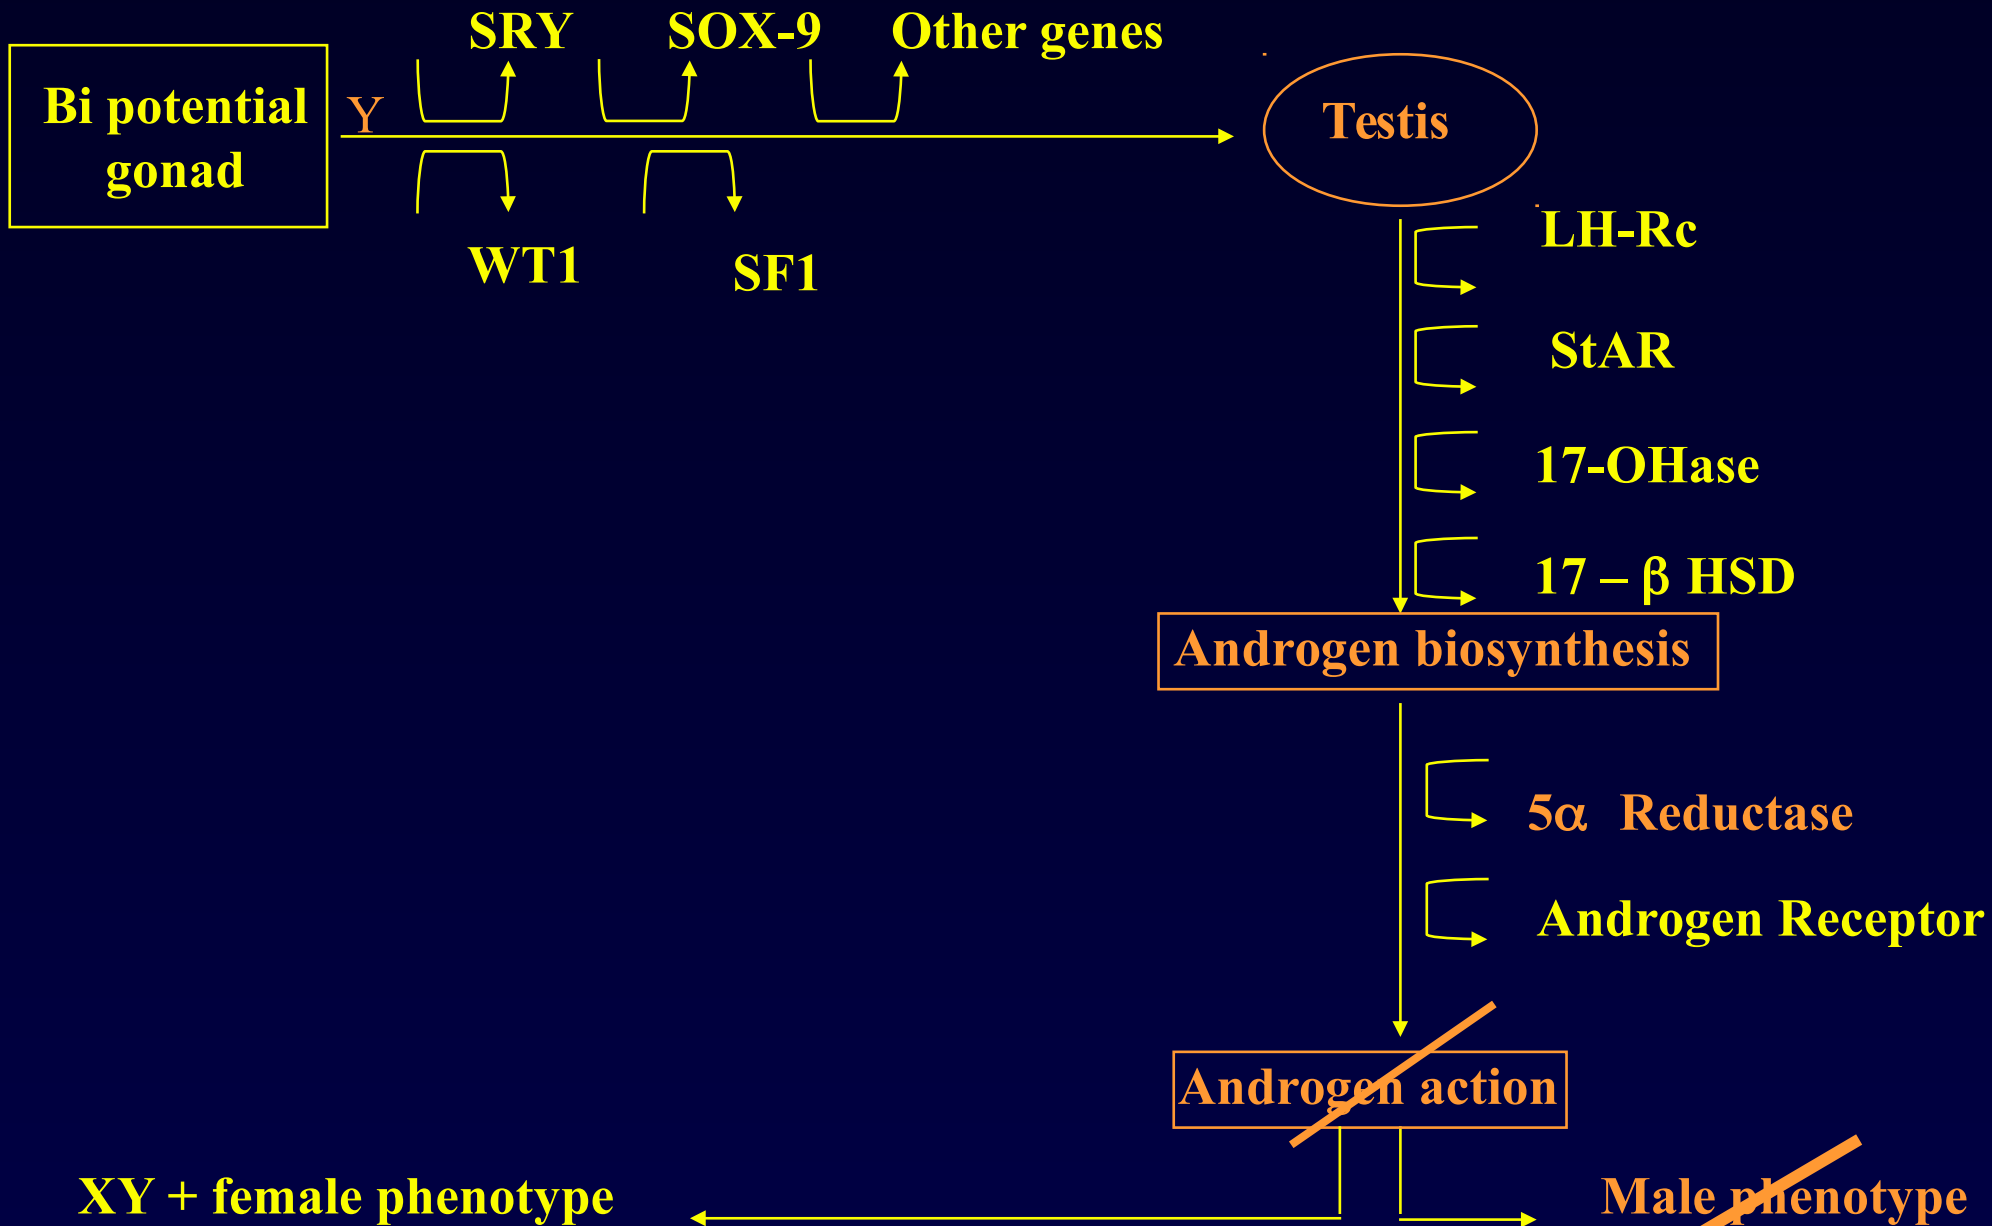 SRY SOX-9 Other genes
Bi potential
gonad
Y
Testis
WT1 SF1
LH-Rc
StAR
17-OHase
17 – β HSD
Androgen biosynthesis
5α Reductase
Androgen Receptor
Androgen action
XY + female phenotype
Male phenotype